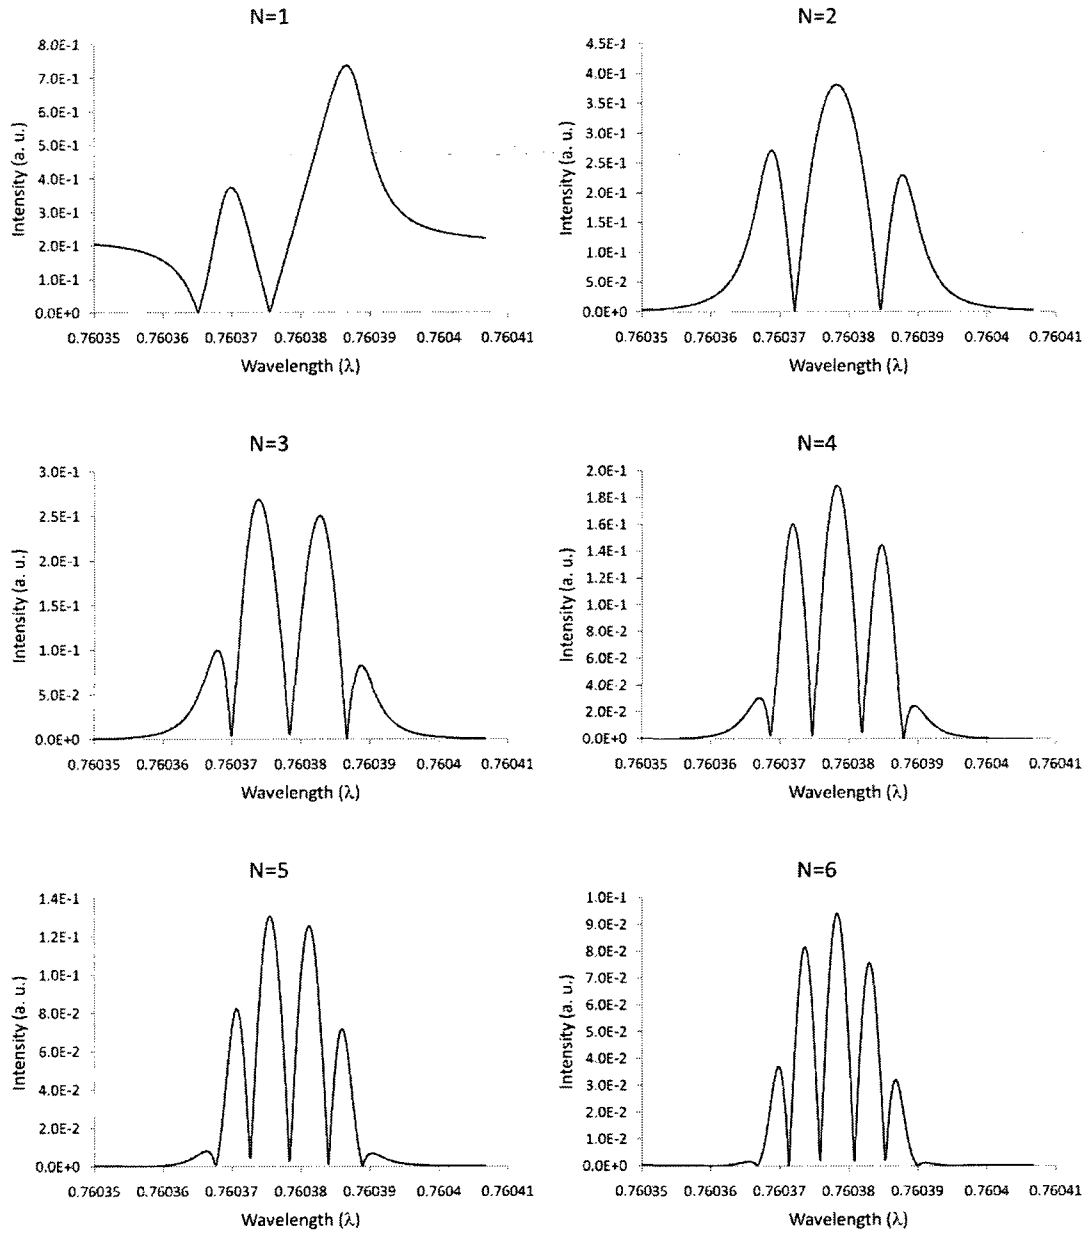 N=1
8.0E-1
7.0E-1
6.0E-1
5.0E-1
4.0E-1
3.0E-1
2.0E-1
1.0E-1
0.0E+0
Intensity (a. u.)
0.76035 0.76036 0.76037 0.76038 0.76039 0.7604 0.76041
Wavelength (λ)
N=2
4.5E-1
4.0E-1
3.5E-1
3.0E-1
2.5E-1
2.0E-1
1.5E-1
1.0E-1
5.0E-2
0.0E+0
Intensity (a. u.)
0.76035 0.76036 0.76037 0.76038 0.76039 0.7604 0.76041
Wavelength (λ)
N=3
3.0E-1
2.5E-1
2.0E-1
1.5E-1
1.0E-1
5.0E-2
0.0E+0
Intensity (a. u.)
0.76035 0.76036 0.76037 0.76038 0.76039 0.7604 0.76041
Wavelength (λ)
N=4
2.0E-1
1.8E-1
1.6E-1
1.4E-1
1.2E-1
1.0E-1
8.0E-2
6.0E-2
4.0E-2
2.0E-2
0.0E+0
Intensity (a. u.)
0.76035 0.76036 0.76037 0.76038 0.76039 0.7604 0.76041
Wavelength (λ)
N=5
1.4E-1
1.2E-1
1.0E-1
8.0E-2
6.0E-2
4.0E-2
2.0E-2
0.0E+0
Intensity (a. u.)
0.76035 0.76036 0.76037 0.76038 0.76039 0.7604 0.76041
Wavelength (λ)
N=6
1.0E-1
9.0E-2
8.0E-2
7.0E-2
6.0E-2
5.0E-2
4.0E-2
3.0E-2
2.0E-2
1.0E-2
0.0E+0
Intensity (a. u.)
0.76035 0.76036 0.76037 0.76038 0.76039 0.7604 0.76041
Wavelength (λ)